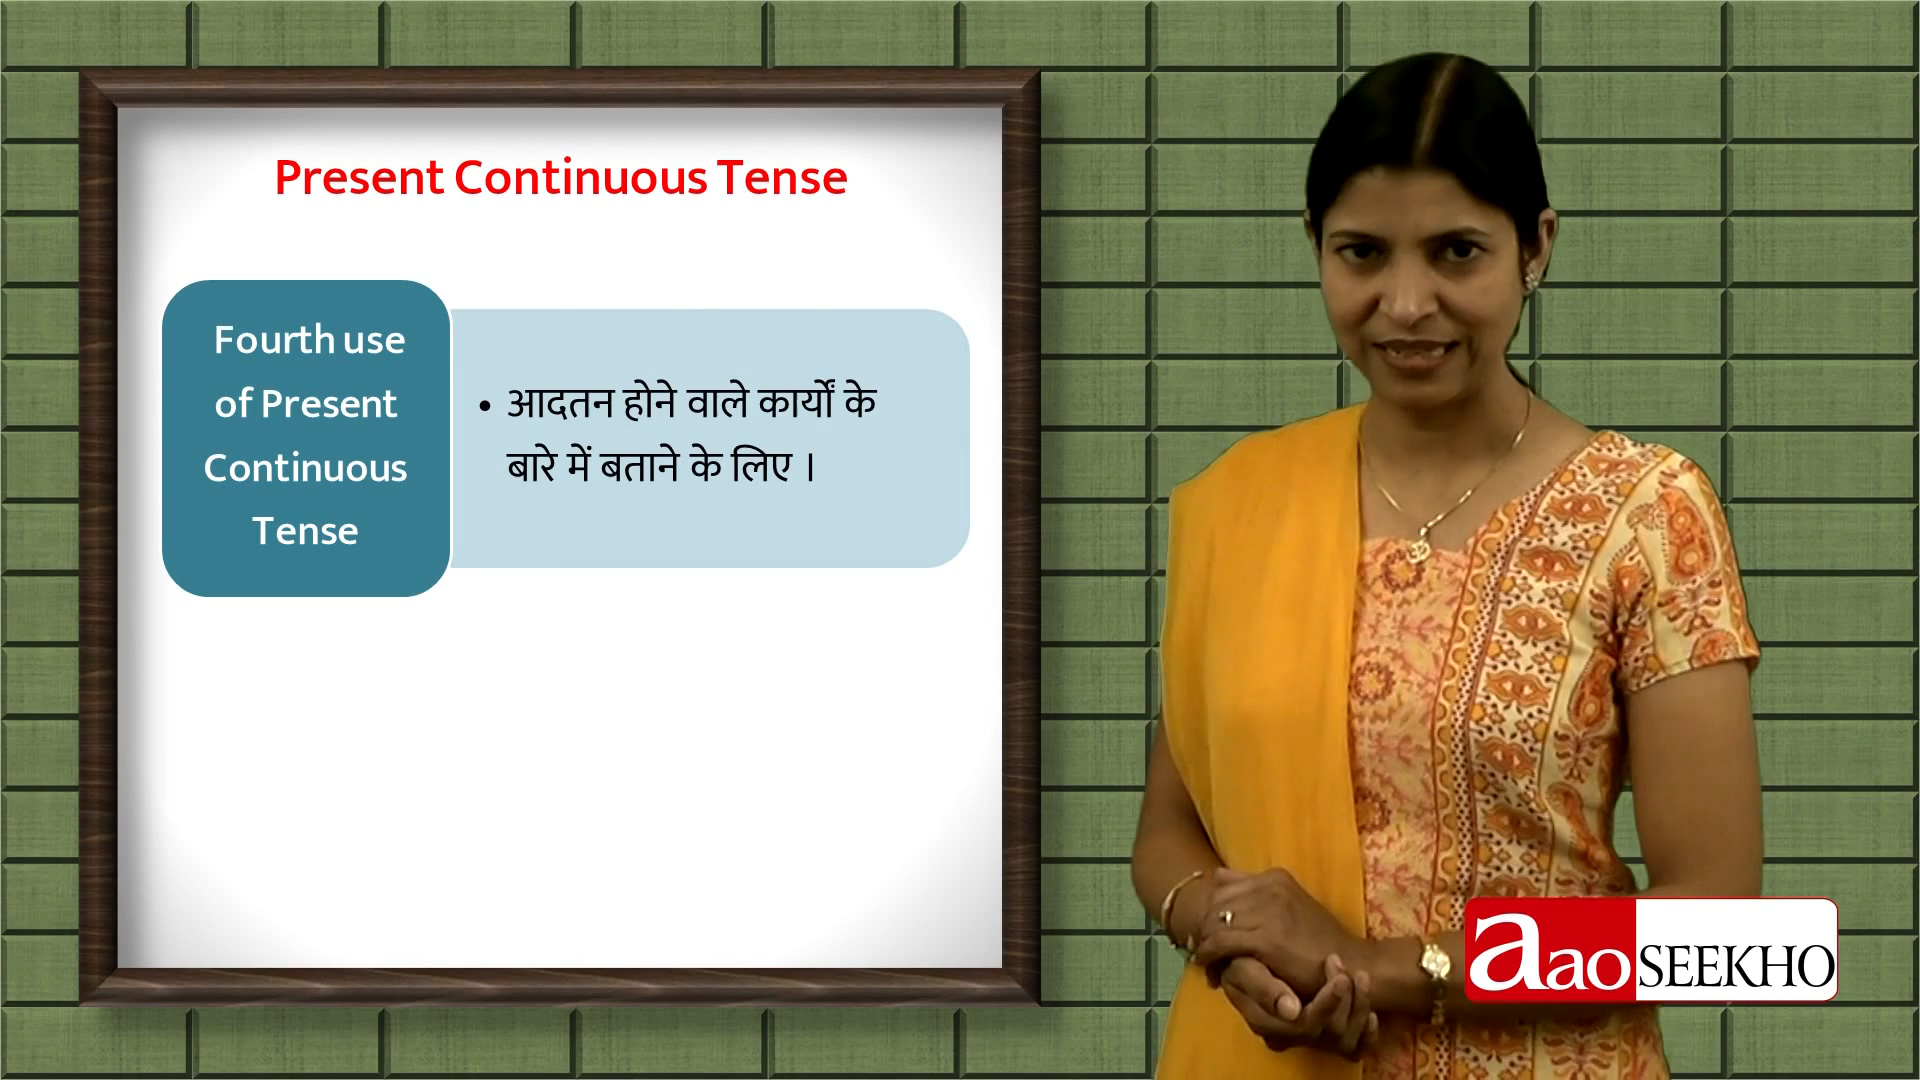 Present Continuous Tense
Fourth use
of Present
Continuous
Tense
• आदतन होने वाले कार्यों के
बारे में बताने के लिए ।
aao SEEKHO